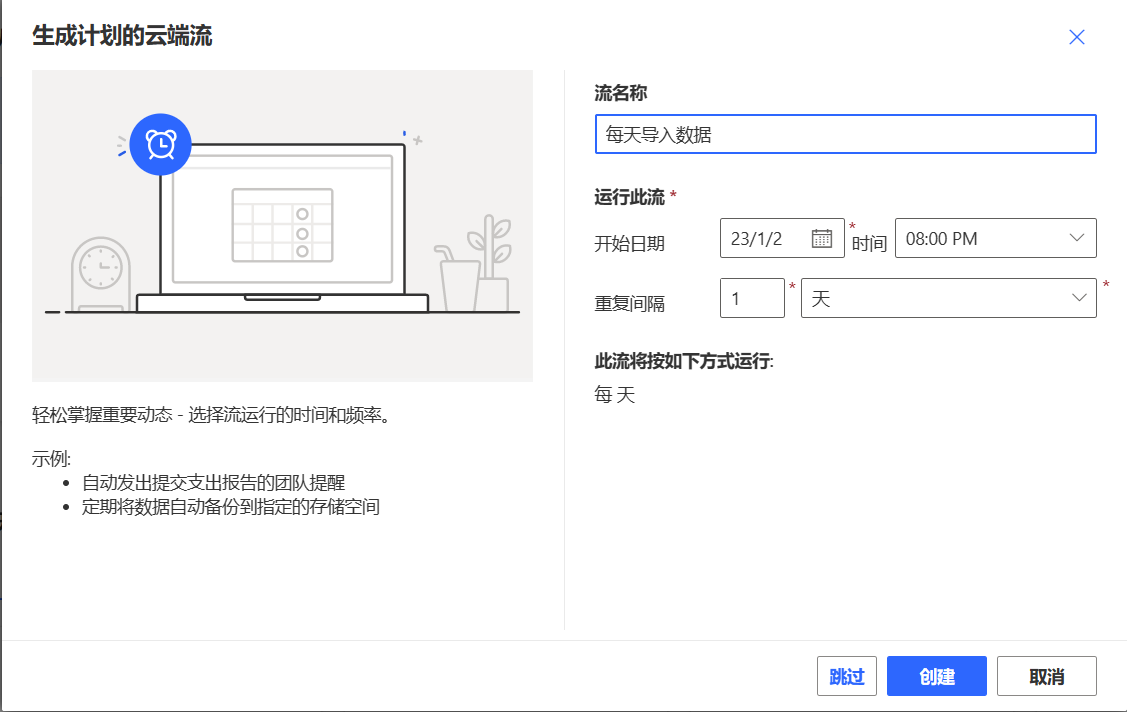 生成计划的云端流
流名称
每天导入数据
运行此流 *
开始日期 23/1/2 * 时间 08:00 PM
重复间隔 1 * 天 *
此流将按如下方式运行:
每 天
轻松掌握重要动态 - 选择流运行的时间和频率。
示例:
• 自动发出提交支出报告的团队提醒
• 定期将数据自动备份到指定的存储空间
跳过 创建 取消